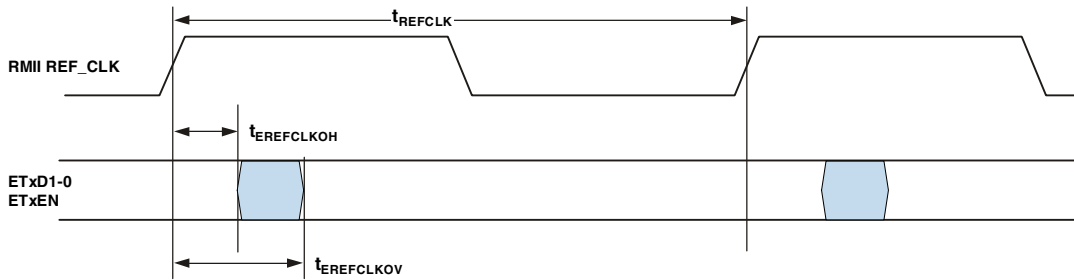 tREFCLK
RMII REF_CLK
tEREFCLKOH
ETxD1-0
ETxEN
tEREFCLKOV